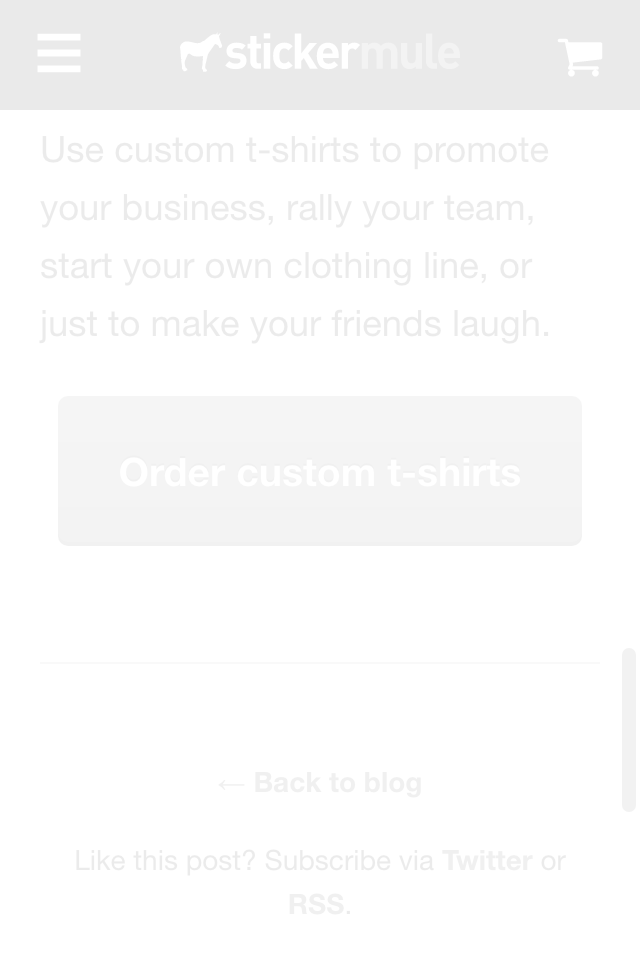 stickermule
Use custom t-shirts to promote
your business, rally your team,
start your own clothing line, or
just to make your friends laugh.
Order custom t-shirts
← Back to blog
Like this post? Subscribe via Twitter or
RSS.